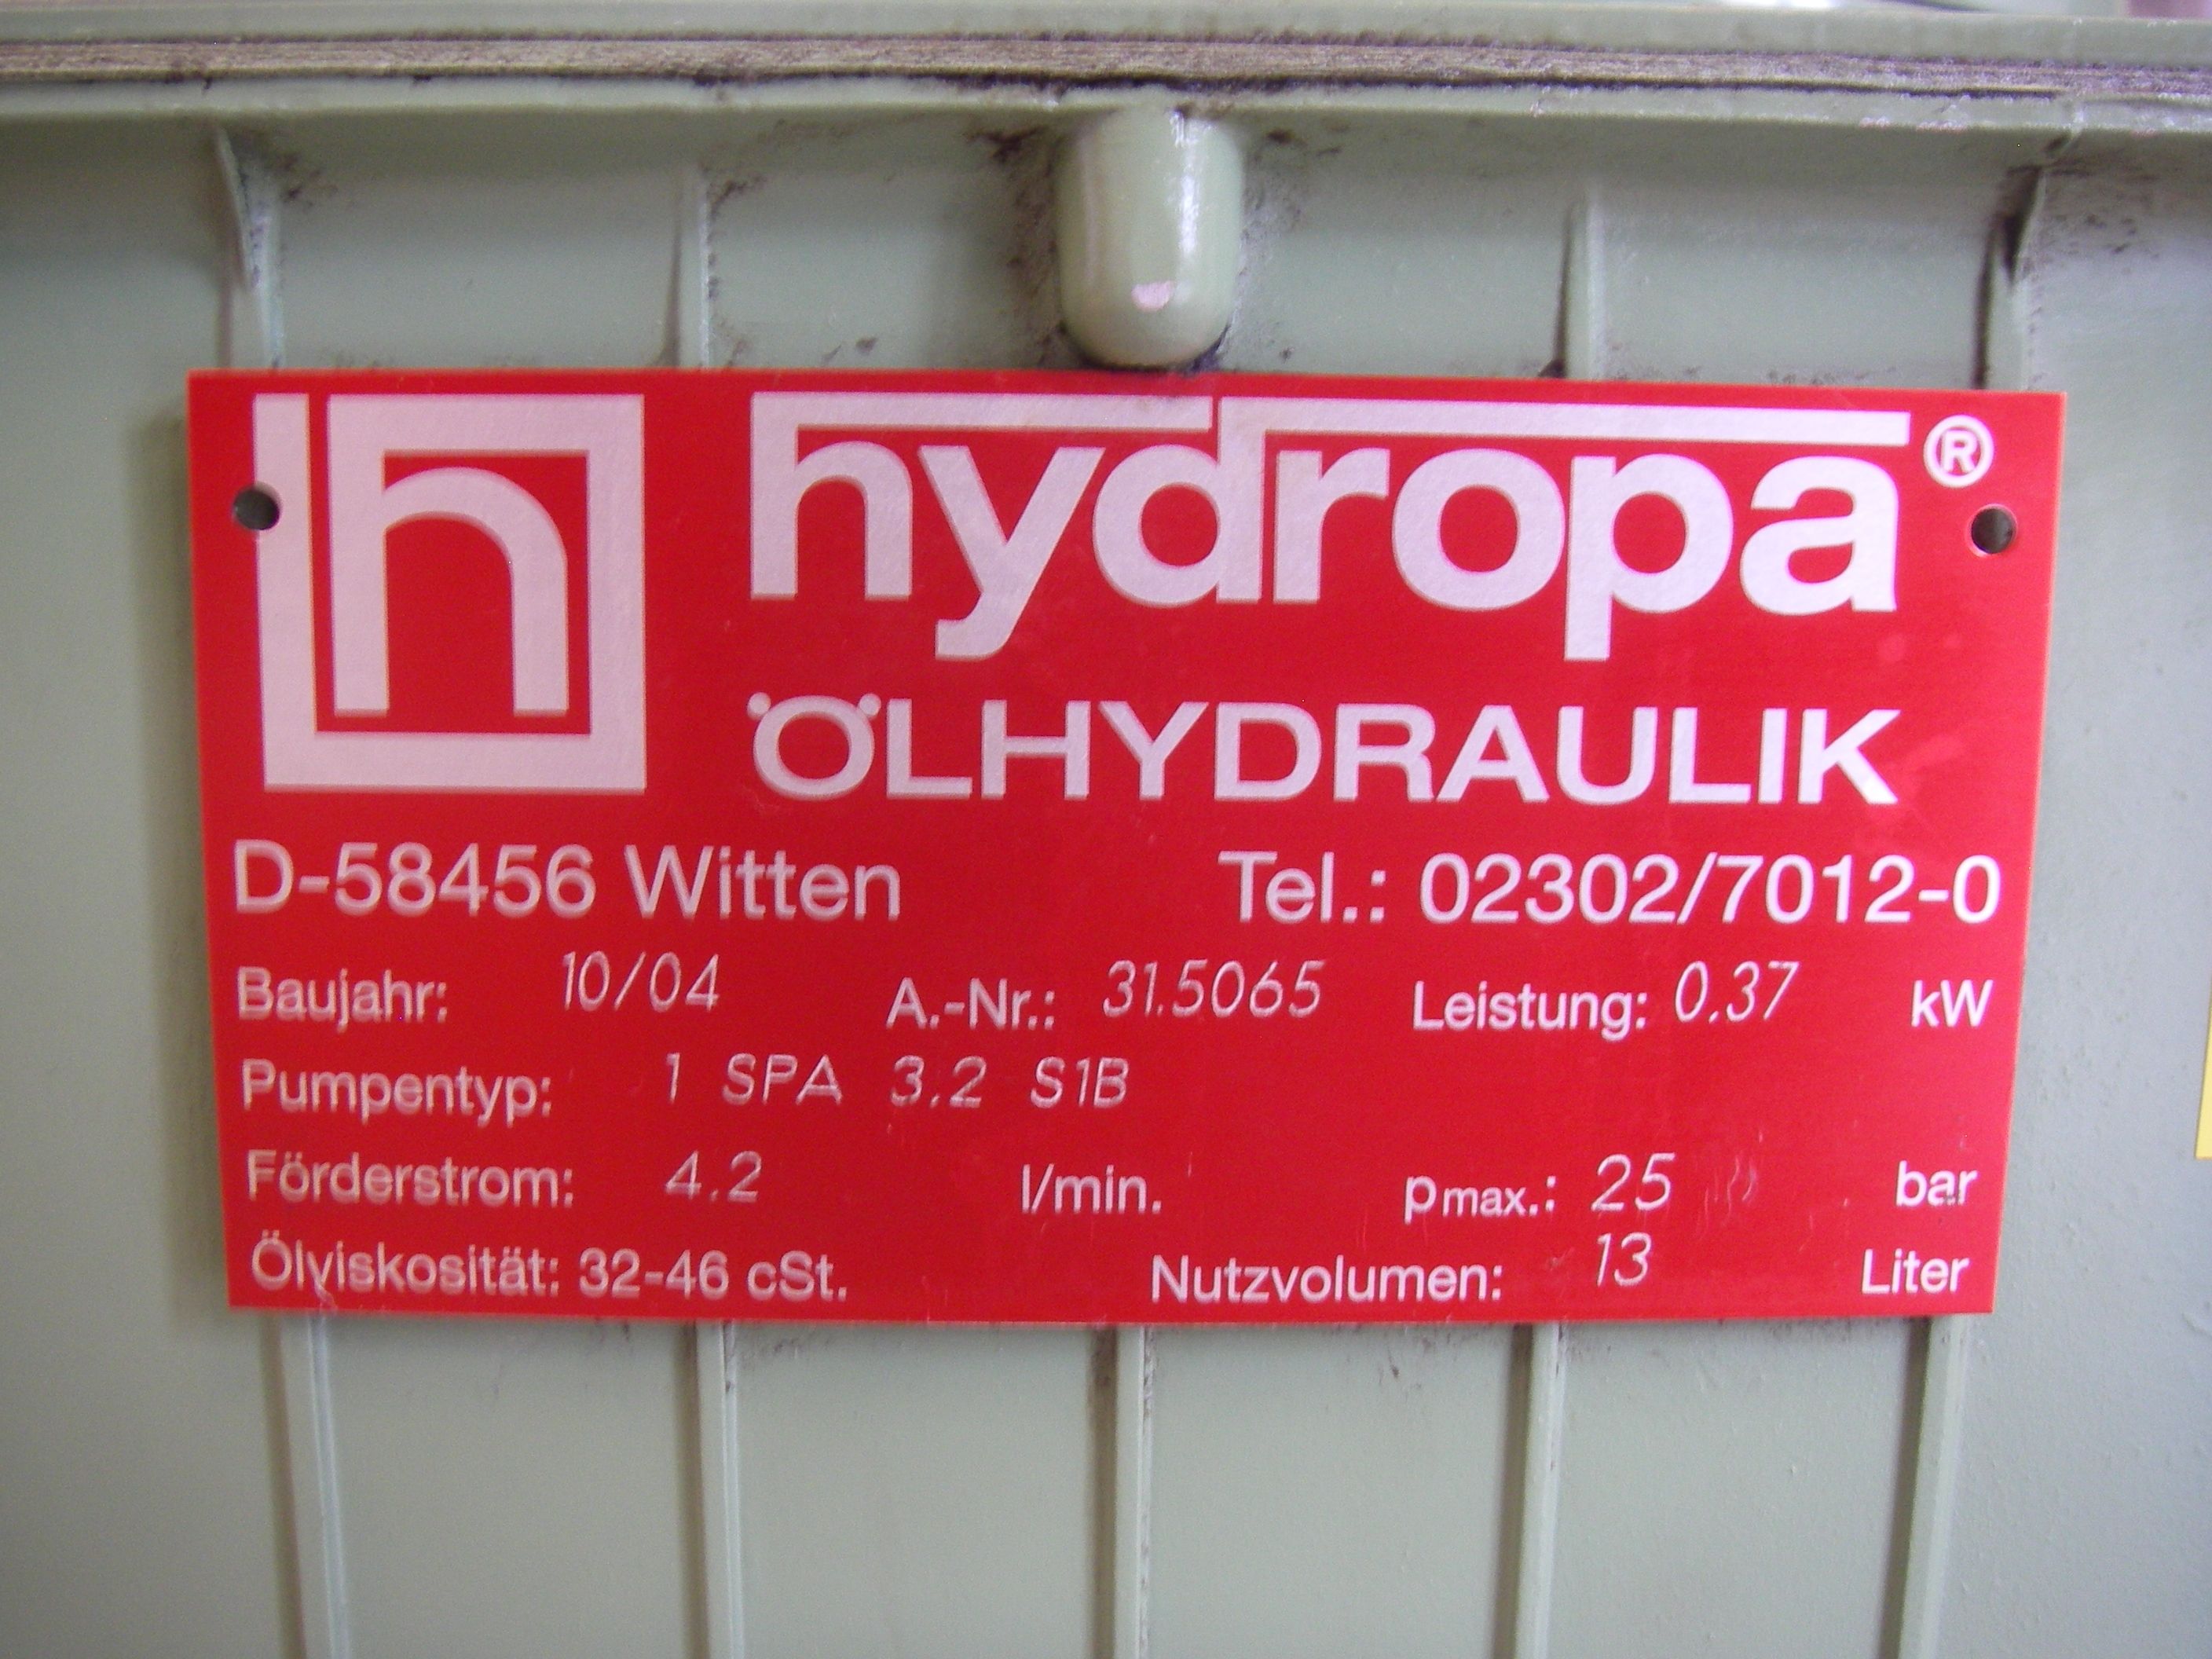 h hydropa®
ÖLHYDRAULIK
D-58456 Witten Tel.: 02302/7012-0
Baujahr: 10/04 A.-Nr.: 31.5065 Leistung: 0.37 kW
Pumpentyp: 1 SPA 3.2 S1B
Förderstrom: 4.2 l/min. pmax.: 25 bar
Ölviskosität: 32-46 cSt. Nutzvolumen: 13 Liter